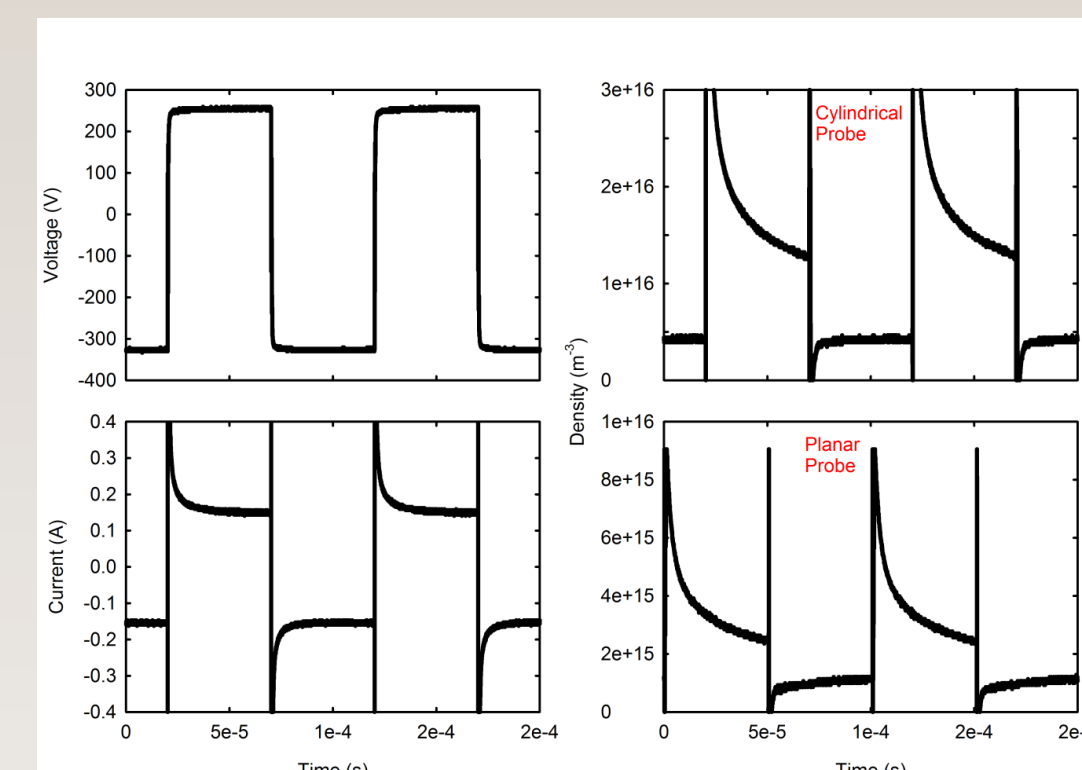 300
200
100
0
-100
-200
-300
-400
Voltage (V)
0.4
0.3
0.2
0.1
0.0
-0.1
-0.2
-0.3
-0.4
Current (A)
0
5e-5
1e-4
2e-4
2e-4
Time (s)
3e+16
2e+16
1e+16
0
Cylindrical
Probe
Density (m-3)
1e+16
8e+15
6e+15
4e+15
2e+15
0
Planar
Probe
0
5e-5
1e-4
2e-4
2e-
Time (s)